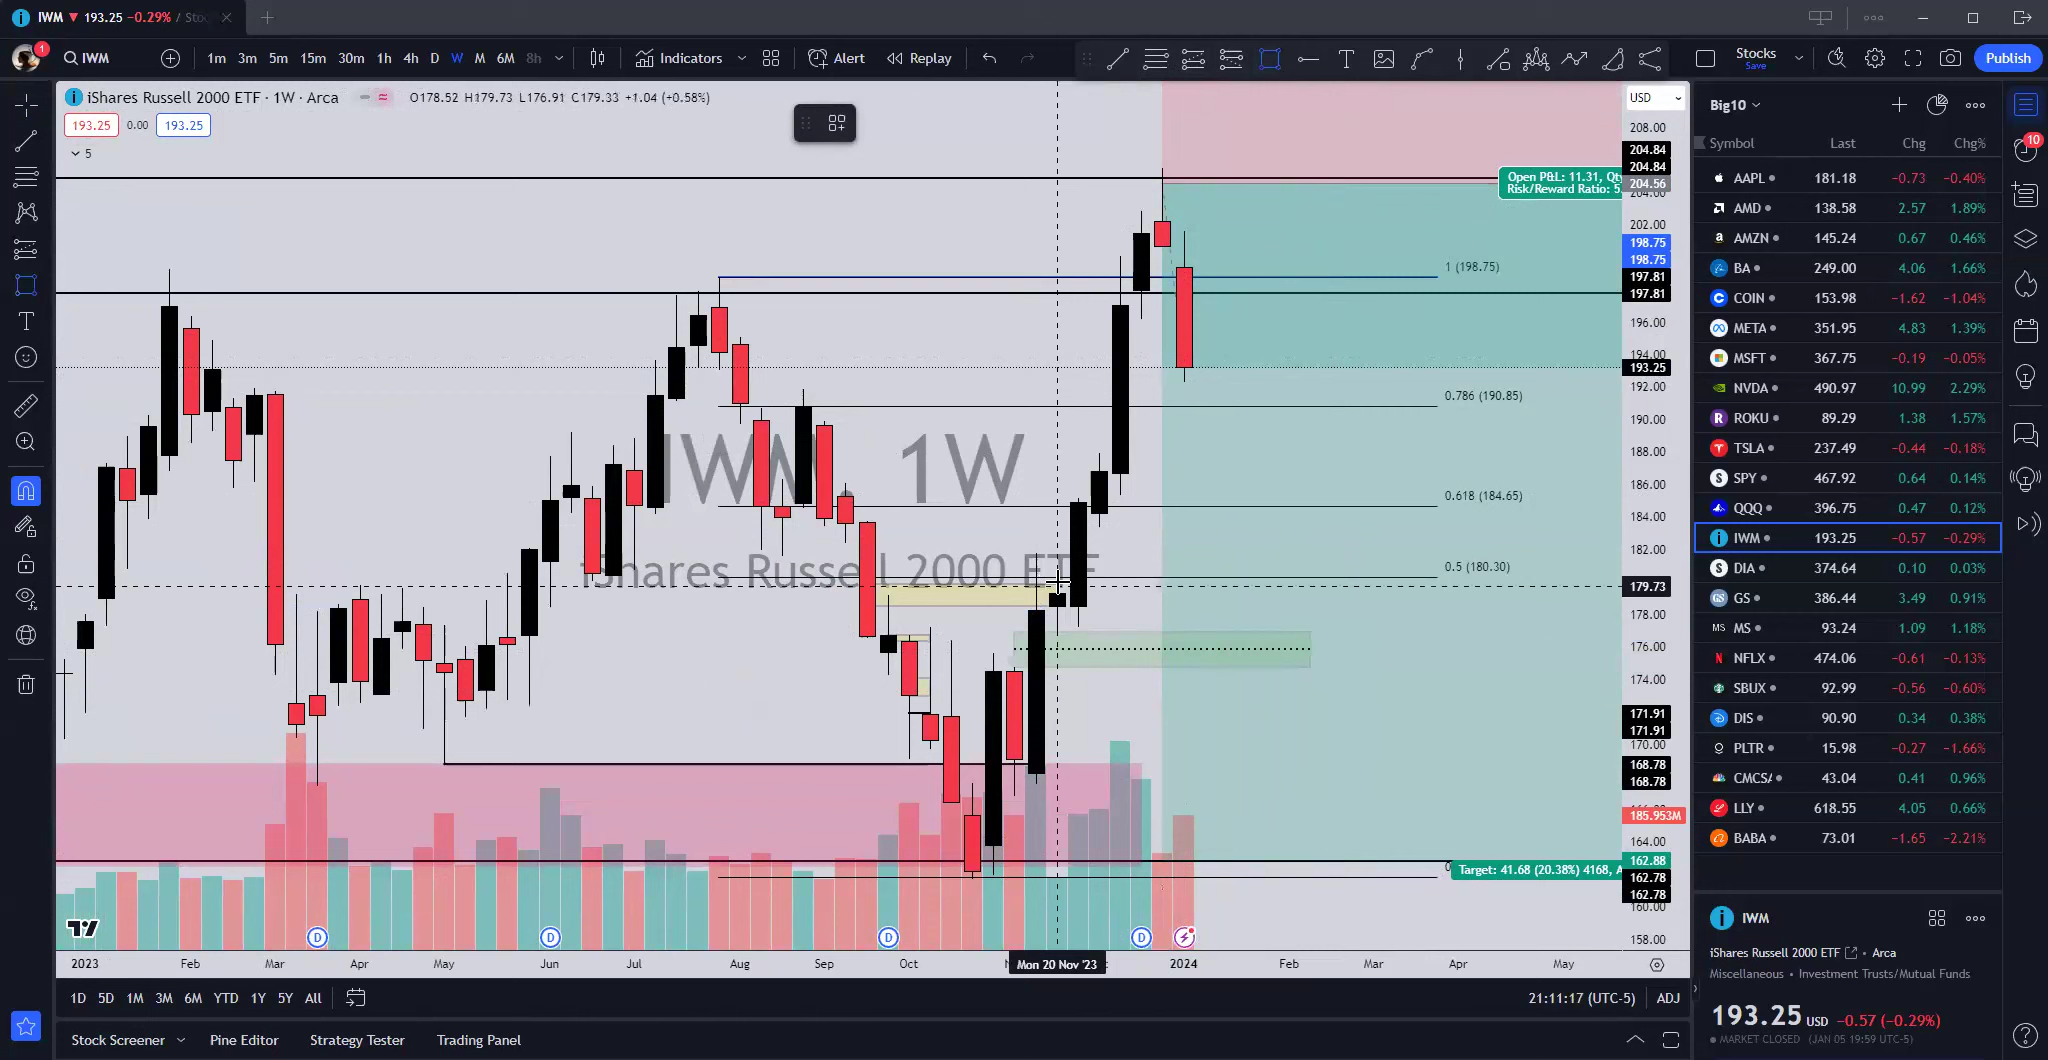 IWM ▼ 193.25 −0.29% / Sto
1
IWM
1m 3m 5m 15m 30m 1h 4h D W M 6M 8h
Indicators
Alert
Replay
Stocks
Save
Publish
iShares Russell 2000 ETF · 1W · Arca
O178.52 H179.73 L176.91 C179.33 +1.04 (+0.58%)
193.25 0.00 193.25
5
IWM, 1W
iShares Russell 2000 ETF
Open P&L: 11.31, Qty
Risk/Reward Ratio: 5.
1 (198.75)
0.786 (190.85)
0.618 (184.65)
0.5 (180.30)
Target: 41.68 (20.38%) 4168, A
USD
208.00
204.84
204.84
204.56
204.00
202.00
198.75
198.75
197.81
197.81
196.00
194.00
193.25
192.00
190.00
188.00
186.00
184.00
182.00
179.73
178.00
176.00
174.00
171.91
171.91
170.00
168.78
168.78
185.953M
164.00
162.88
162.78
162.78
160.00
158.00
D D D D
2023 Feb Mar Apr May Jun Jul Aug Sep Oct Mon 20 Nov '23 2024 Feb Mar Apr May
1D 5D 1M 3M 6M YTD 1Y 5Y All
21:11:17 (UTC-5) ADJ
Stock Screener Pine Editor Strategy Tester Trading Panel
Big10
Symbol Last Chg Chg%
AAPL 181.18 −0.73 −0.40%
AMD 138.58 2.57 1.89%
AMZN 145.24 0.67 0.46%
BA 249.00 4.06 1.66%
COIN 153.98 −1.62 −1.04%
META 351.95 4.83 1.39%
MSFT 367.75 −0.19 −0.05%
NVDA 490.97 10.99 2.29%
ROKU 89.29 1.38 1.57%
TSLA 237.49 −0.44 −0.18%
SPY 467.92 0.64 0.14%
QQQ 396.75 0.47 0.12%
IWM 193.25 −0.57 −0.29%
DIA 374.64 0.10 0.03%
GS 386.44 3.49 0.91%
MS 93.24 1.09 1.18%
NFLX 474.06 −0.61 −0.13%
SBUX 92.99 −0.56 −0.60%
DIS 90.90 0.34 0.38%
PLTR 15.98 −0.27 −1.66%
CMCSA 43.04 0.41 0.96%
LLY 618.55 4.05 0.66%
BABA 73.01 −1.65 −2.21%
IWM
iShares Russell 2000 ETF • Arca
Miscellaneous • Investment Trusts/Mutual Funds
193.25 USD −0.57 (−0.29%)
MARKET CLOSED (JAN 05 19:59 UTC-5)
10